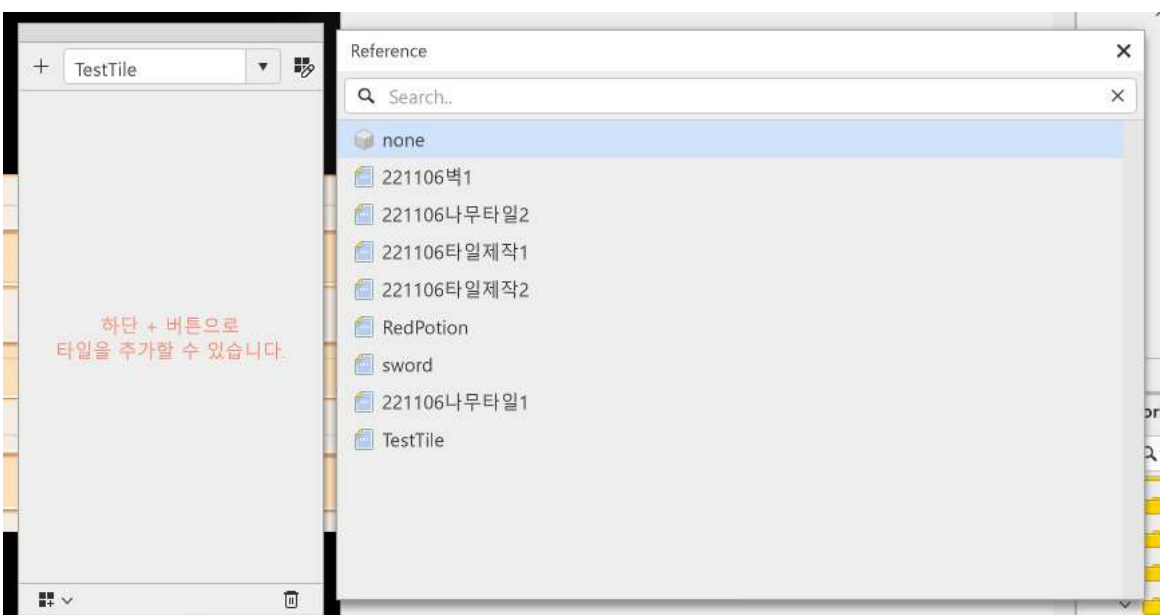 TestTile
하단 + 버튼으로
타일을 추가할 수 있습니다.
Reference
Search..
none
221106벽1
221106나무타일2
221106타일제작1
221106타일제작2
RedPotion
sword
221106나무타일1
TestTile
or